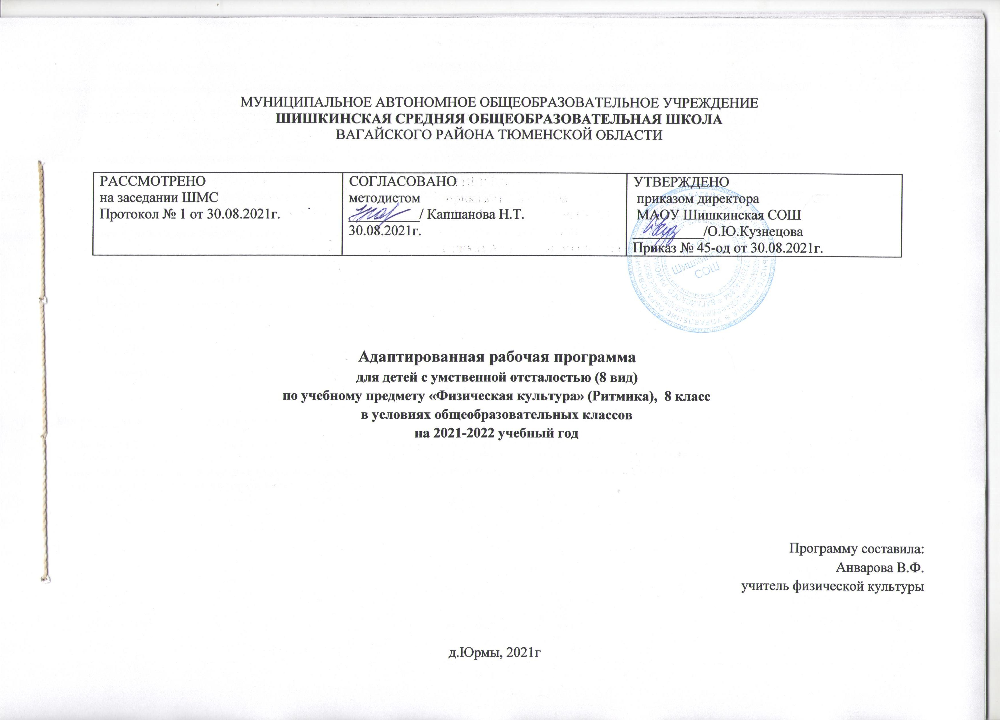 МУНИЦИПАЛЬНОЕ АВТОНОМНОЕ ОБЩЕОБРАЗОВАТЕЛЬНОЕ УЧРЕЖДЕНИЕ
ШИШКИНСКАЯ СРЕДНЯЯ ОБЩЕОБРАЗОВАТЕЛЬНАЯ ШКОЛА
ВАГАЙСКОГО РАЙОНА ТЮМЕНСКОЙ ОБЛАСТИ
РАССМОТРЕНО
на заседании ШМС
Протокол № 1 от 30.08.2021г.
СОГЛАСОВАНО
методистом
/ Капшанова Н.Т.
30.08.2021г.
УТВЕРЖДЕНО
приказом директора
МАОУ Шишкинская СОШ
/О.Ю.Кузнецова
Приказ № 45-од от 30.08.2021г.
СОШ
Адаптированная рабочая программа
для детей с умственной отсталостью (8 вид)
по учебному предмету «Физическая культура» (Ритмика), 8 класс
в условиях общеобразовательных классов
на 2021-2022 учебный год
Программу составила:
Анварова В.Ф.
учитель физической культуры
д.Юрмы, 2021г